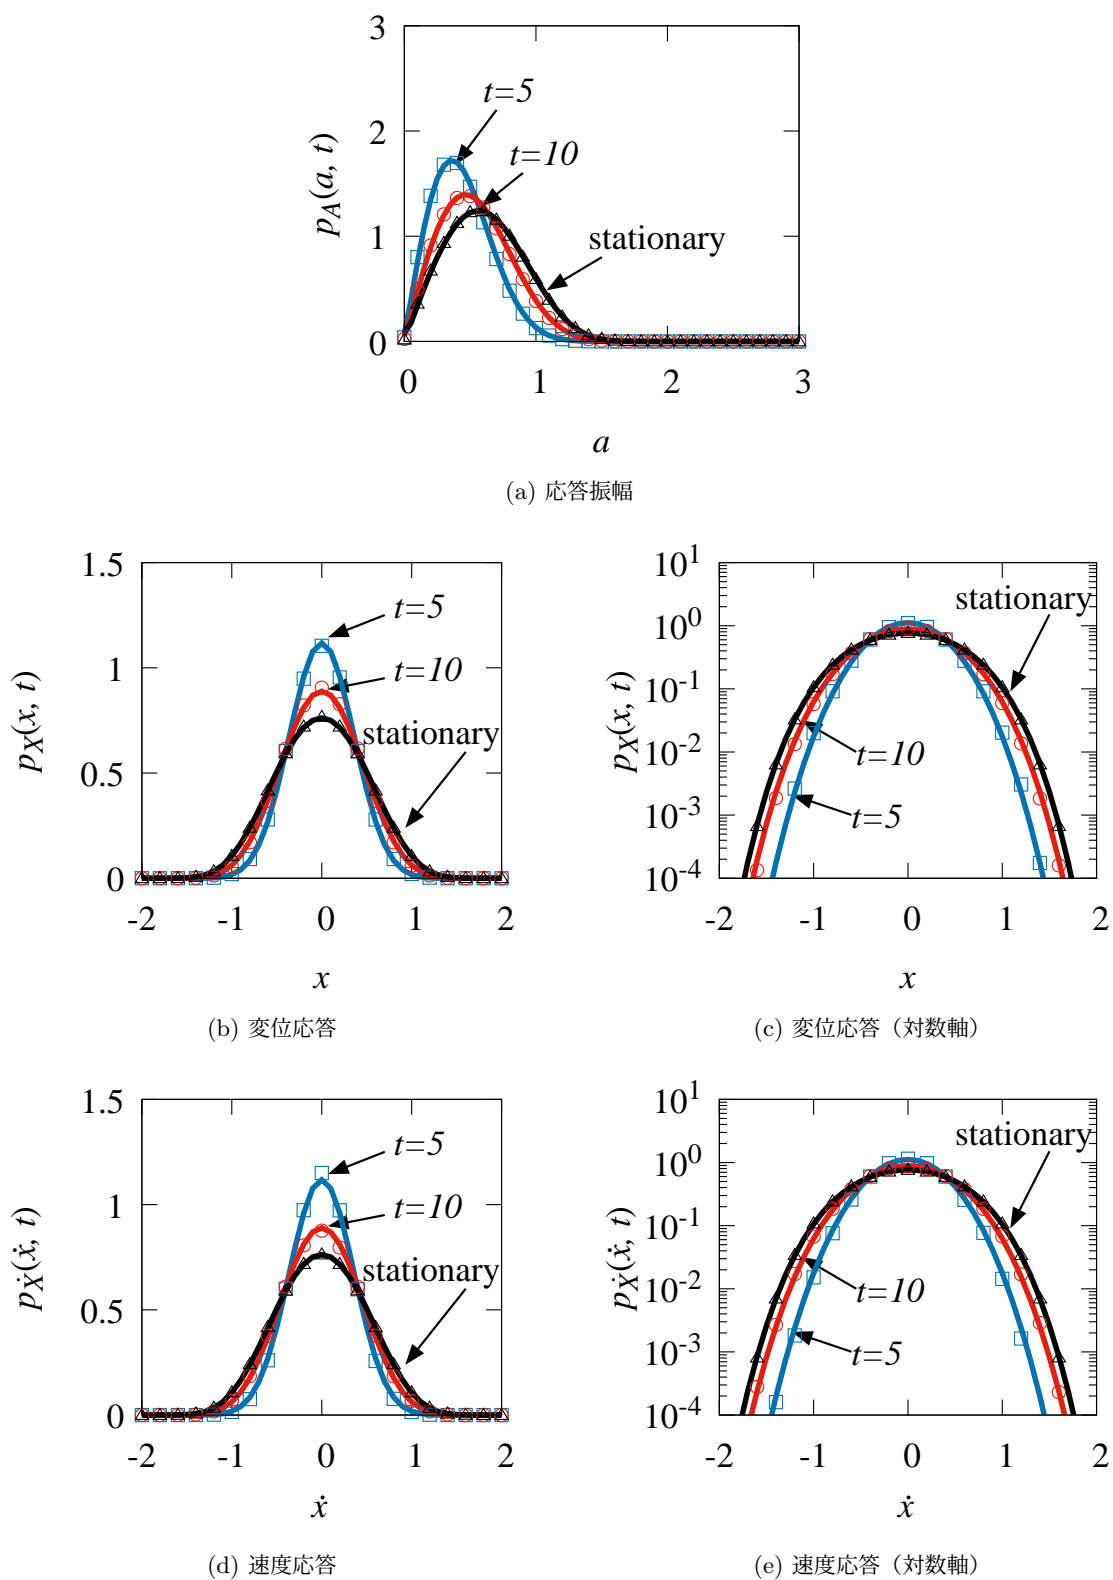 3
2
1
0
p_A(a, t)
t=5
t=10
stationary
0 1 2 3
a
(a) 応答振幅
1.5
1
0.5
0
p_X(x, t)
t=5
t=10
stationary
-2 -1 0 1 2
x
(b) 変位応答
10^1
10^0
10^-1
10^-2
10^-3
10^-4
p_X(x, t)
stationary
t=10
t=5
-2 -1 0 1 2
x
(c) 変位応答（対数軸）
1.5
1
0.5
0
p_Ẋ(ẋ, t)
t=5
t=10
stationary
-2 -1 0 1 2
ẋ
(d) 速度応答
10^1
10^0
10^-1
10^-2
10^-3
10^-4
p_Ẋ(ẋ, t)
stationary
t=10
t=5
-2 -1 0 1 2
ẋ
(e) 速度応答（対数軸）